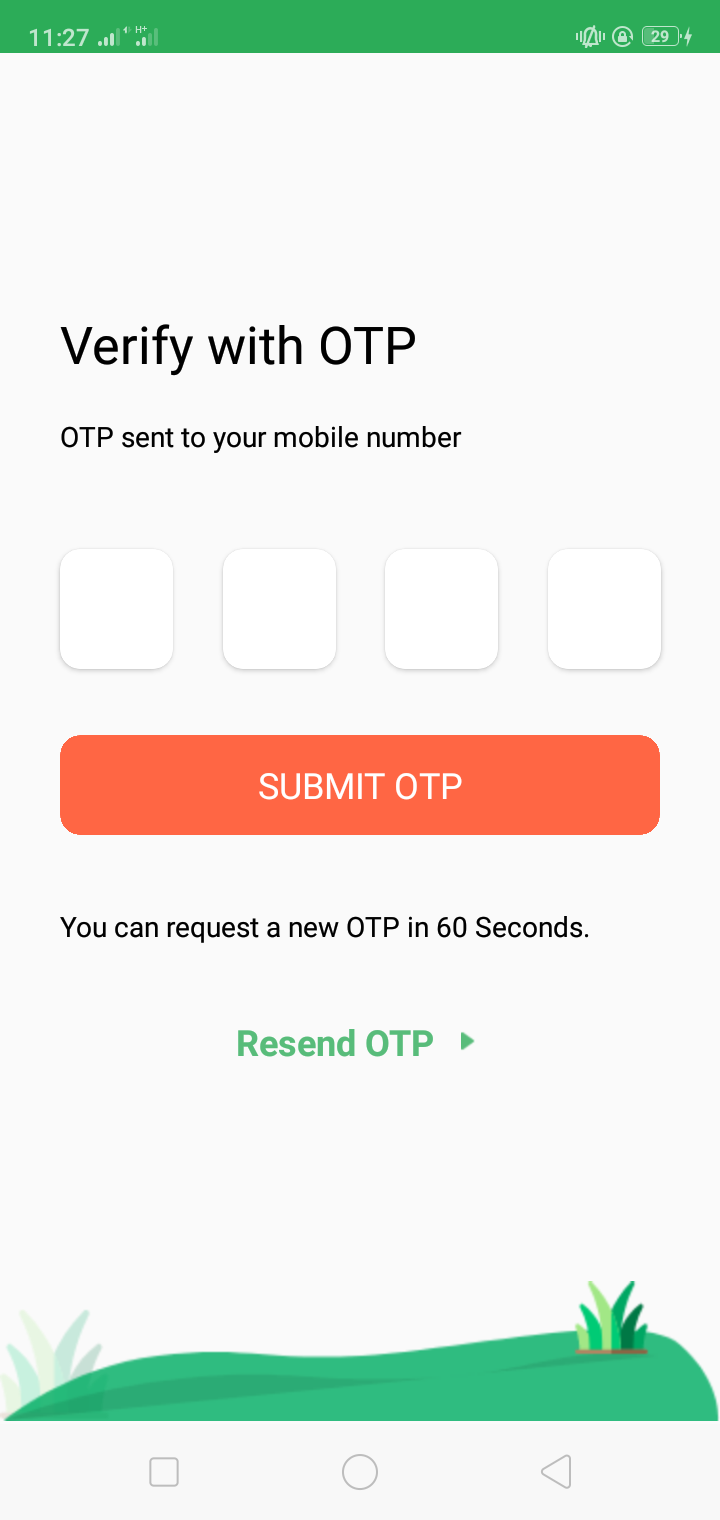 11:27 H+ 29
Verify with OTP
OTP sent to your mobile number
SUBMIT OTP
You can request a new OTP in 60 Seconds.
Resend OTP